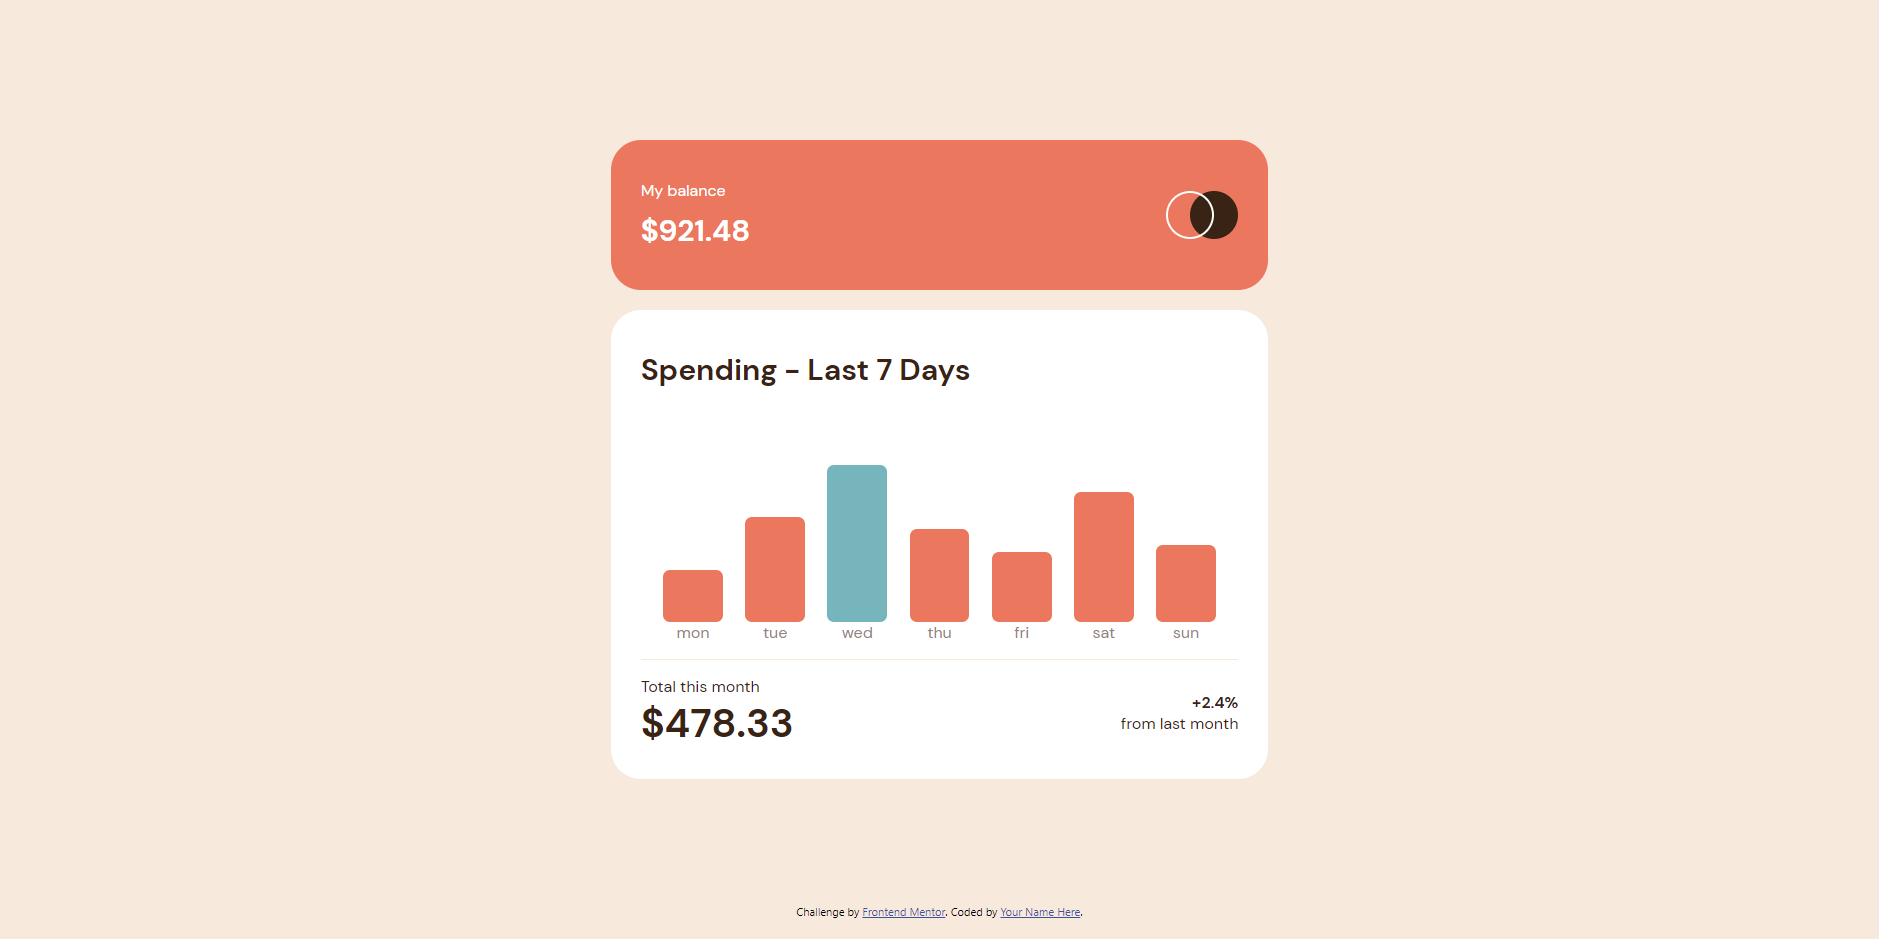 My balance
$921.48
Spending - Last 7 Days
mon tue wed thu fri sat sun
Total this month
$478.33
+2.4%
from last month
Challenge by Frontend Mentor. Coded by Your Name Here.